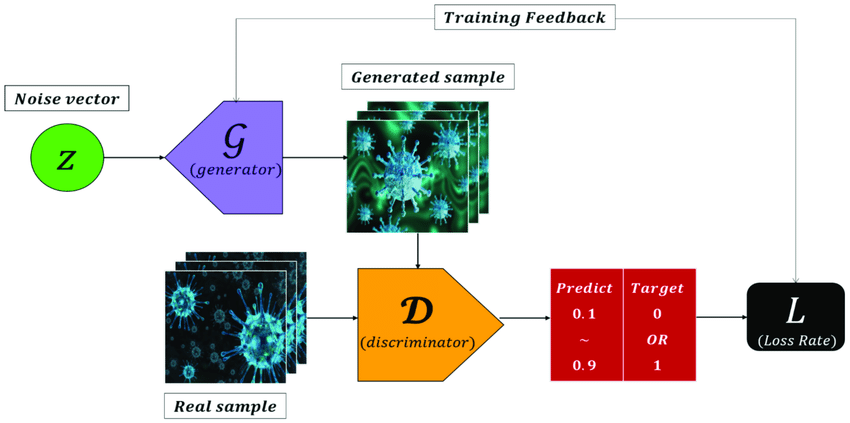 Training Feedback
Generated sample
Noise vector
z
G
(generator)
Predict Target
0.1 0
~ OR
0.9 1
D
(discriminator)
L
(Loss Rate)
Real sample